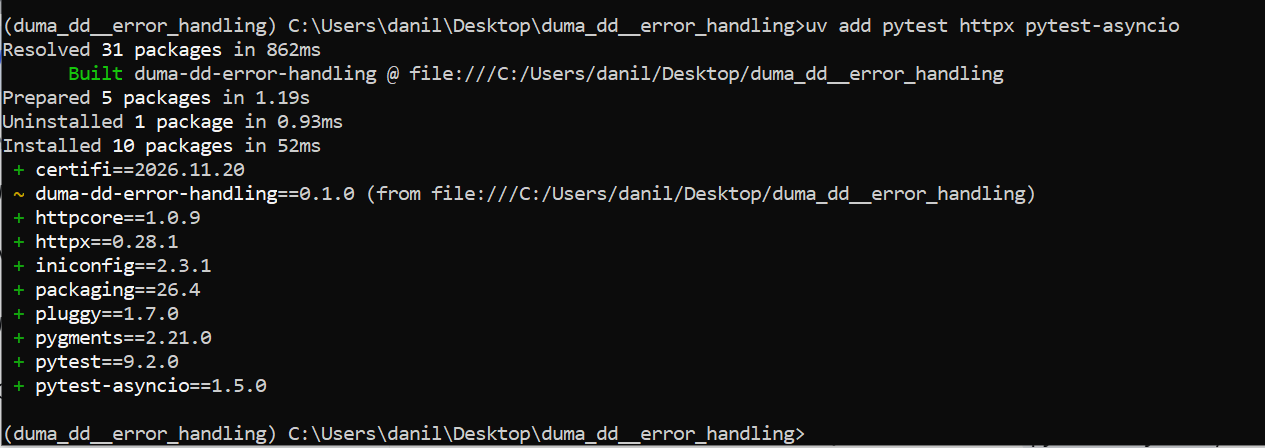 (duma_dd__error_handling) C:\Users\danil\Desktop\duma_dd__error_handling>uv add pytest httpx pytest-asyncio
Resolved 31 packages in 862ms
Built duma-dd-error-handling @ file:///C:/Users/danil/Desktop/duma_dd__error_handling
Prepared 5 packages in 1.19s
Uninstalled 1 package in 0.93ms
Installed 10 packages in 52ms
+ certifi==2026.11.20
~ duma-dd-error-handling==0.1.0 (from file:///C:/Users/danil/Desktop/duma_dd__error_handling)
+ httpcore==1.0.9
+ httpx==0.28.1
+ iniconfig==2.3.1
+ packaging==26.4
+ pluggy==1.7.0
+ pygments==2.21.0
+ pytest==9.2.0
+ pytest-asyncio==1.5.0
(duma_dd__error_handling) C:\Users\danil\Desktop\duma_dd__error_handling>